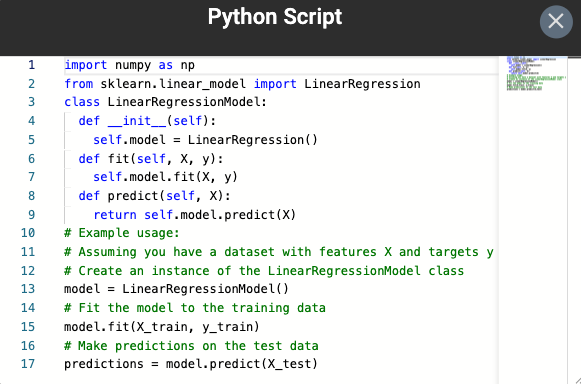 Python Script
1 import numpy as np
2 from sklearn.linear_model import LinearRegression
3 class LinearRegressionModel:
4   def __init__(self):
5     self.model = LinearRegression()
6   def fit(self, X, y):
7     self.model.fit(X, y)
8   def predict(self, X):
9     return self.model.predict(X)
10 # Example usage:
11 # Assuming you have a dataset with features X and targets y
12 # Create an instance of the LinearRegressionModel class
13 model = LinearRegressionModel()
14 # Fit the model to the training data
15 model.fit(X_train, y_train)
16 # Make predictions on the test data
17 predictions = model.predict(X_test)